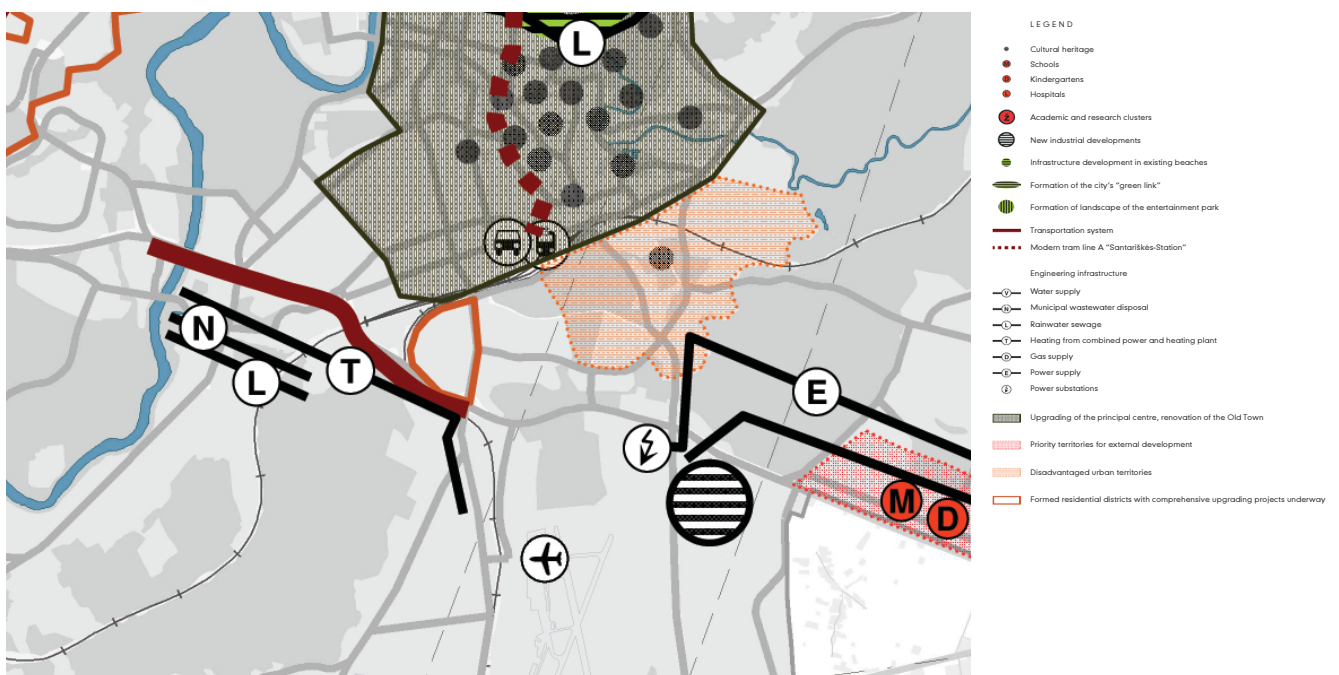 L
N
T
L
E
M
D
LEGEND
Cultural heritage
M Schools
D Kindergartens
Hospitals
Academic and research clusters
New industrial developments
Infrastructure development in existing beaches
Formation of the city's "green link"
Formation of landscape of the entertainment park
Transportation system
Modern tram line A "Santariškės-Station"
Engineering infrastructure
V Water supply
N Municipal wastewater disposal
L Rainwater sewage
T Heating from combined power and heating plant
D Gas supply
E Power supply
Power substations
Upgrading of the principal centre, renovation of the Old Town
Priority territories for external development
Disadvantaged urban territories
Formed residential districts with comprehensive upgrading projects underway